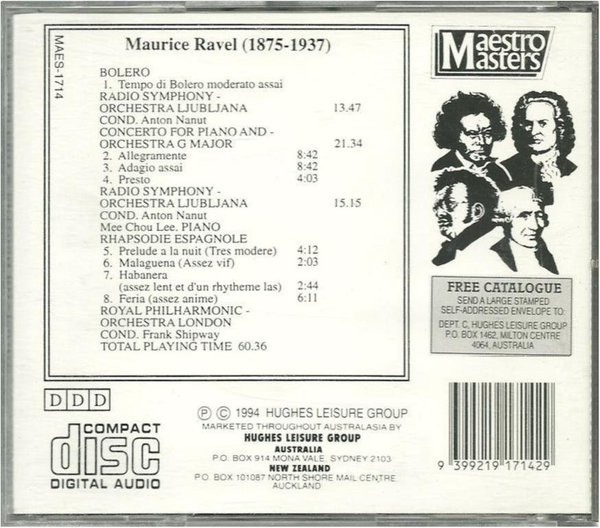 MAES-1714
Maurice Ravel (1875-1937)
BOLERO
1. Tempo di Bolero moderato assai
RADIO SYMPHONY -
ORCHESTRA LJUBLJANA 13.47
COND. Anton Nanut
CONCERTO FOR PIANO AND -
ORCHESTRA G MAJOR 21.34
2. Allegramente 8:42
3. Adagio assai 8:42
4. Presto 4:03
RADIO SYMPHONY -
ORCHESTRA LJUBLJANA 15.15
COND. Anton Nanut
Mee Chou Lee. PIANO
RHAPSODIE ESPAGNOLE
5. Prelude a la nuit (Tres modere) 4:12
6. Malaguena (Assez vif) 2:03
7. Habanera
(assez lent et d'un rhytheme las) 2:44
8. Feria (assez anime) 6:11
ROYAL PHILHARMONIC -
ORCHESTRA LONDON
COND. Frank Shipway
TOTAL PLAYING TIME 60.36
Maestro
Masters
FREE CATALOGUE
SEND A LARGE STAMPED
SELF-ADDRESSED ENVELOPE TO:
DEPT. C, HUGHES LEISURE GROUP
P.O. BOX 1462, MILTON CENTRE
4064, AUSTRALIA
DDD
COMPACT
disc
DIGITAL AUDIO
Ⓟ © 1994 HUGHES LEISURE GROUP
MARKETED THROUGHOUT AUSTRALASIA BY
HUGHES LEISURE GROUP
AUSTRALIA
P.O. BOX 914 MONA VALE, SYDNEY 2103
NEW ZEALAND
P.O. BOX 101087 NORTH SHORE MAIL CENTRE
AUCKLAND
9 399219 171429